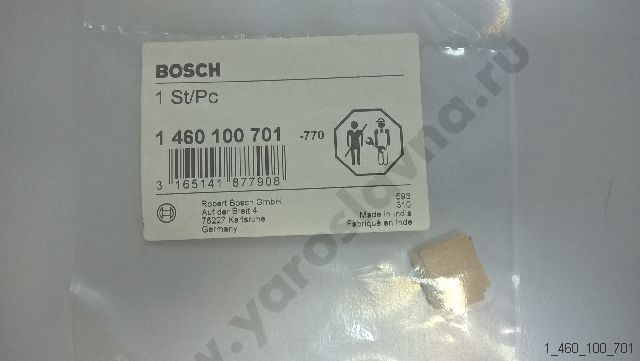 BOSCH
1 St/Pc
1 460 100 701 -770
3 165141 877908
Robert Bosch GmbH
Auf der Breit 4
76227 Karlsruhe
Germany
593
310
Made in India
Fabriqué en Inde
www.yaroslavna.ru
1_460_100_701